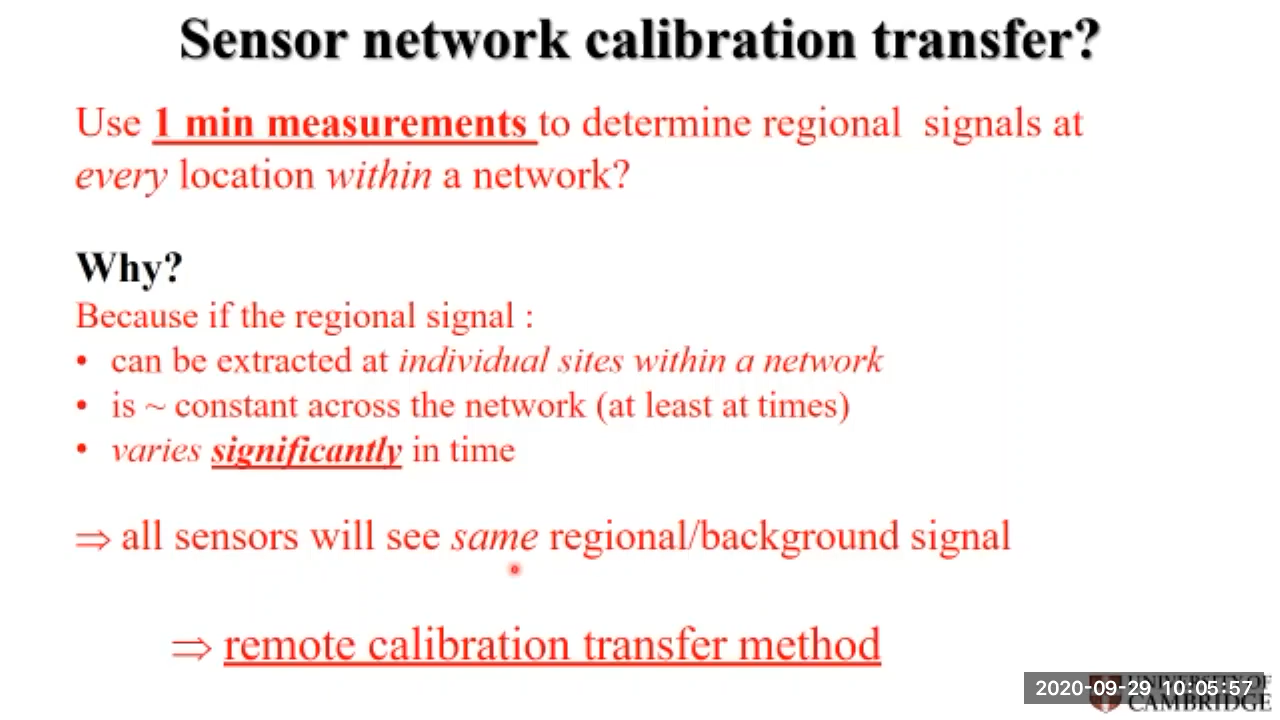 Sensor network calibration transfer?
Use 1 min measurements to determine regional signals at
every location within a network?
Why?
Because if the regional signal :
• can be extracted at individual sites within a network
• is ~ constant across the network (at least at times)
• varies significantly in time
⇒ all sensors will see same regional/background signal
⇒ remote calibration transfer method
2020-09-29 10:05:57
UNIVERSITY OF
CAMBRIDGE